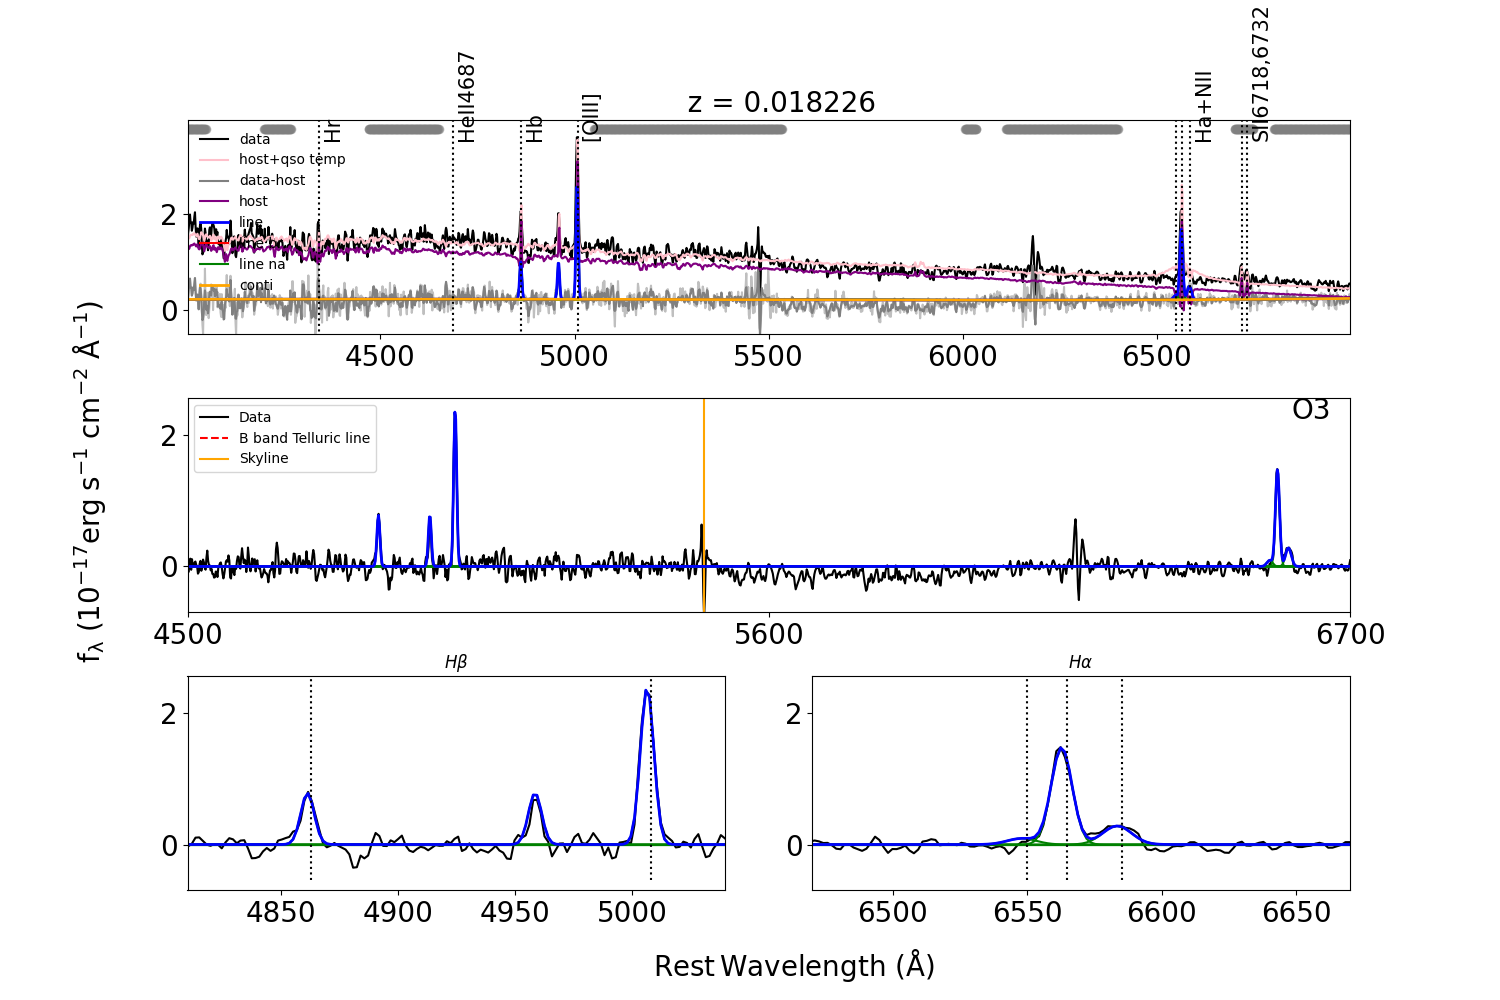 z = 0.018226
Hr
HeII4687
Hb
[OIII]
Ha+NII
SII6718,6732
data
host+qso temp
data-host
host
line
line na
conti
2
0
4500 5000 5500 6000 6500
fλ (10⁻¹⁷erg s⁻¹ cm⁻² Å⁻¹)
O3
Data
B band Telluric line
Skyline
2
0
4500 5600 6700
Hβ
2
0
4850 4900 4950 5000
Hα
2
0
6500 6550 6600 6650
Rest Wavelength (Å)